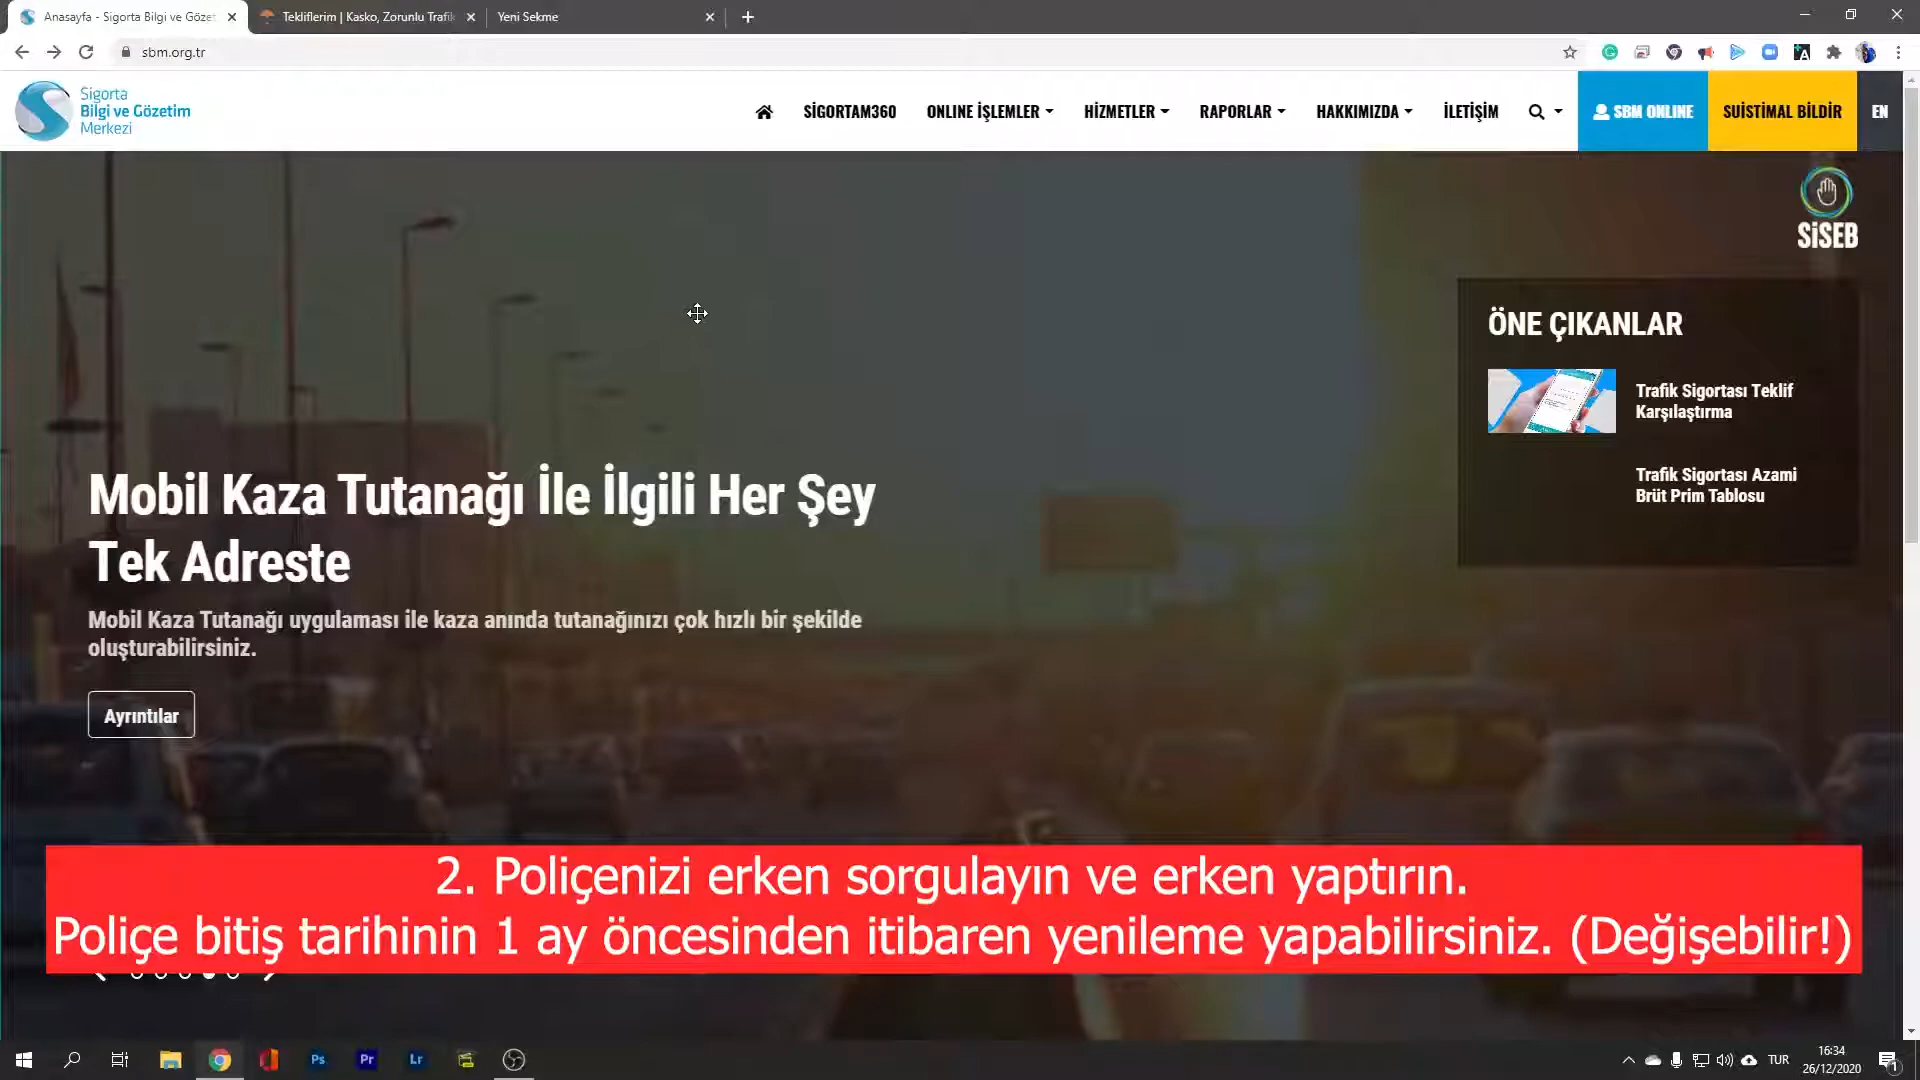 Anasayfa - Sigorta Bilgi ve Gözet
Tekliflerim | Kasko, Zorunlu Trafik
Yeni Sekme
sbm.org.tr
Sigorta
Bilgi ve Gözetim
Merkezi
SİGORTAM360
ONLINE İŞLEMLER
HİZMETLER
RAPORLAR
HAKKIMIZDA
İLETİŞİM
SBM ONLINE
SUİSTİMAL BİLDİR
EN
SiSEB
ÖNE ÇIKANLAR
Trafik Sigortası Teklif
Karşılaştırma
Trafik Sigortası Azami
Brüt Prim Tablosu
Mobil Kaza Tutanağı İle İlgili Her Şey
Tek Adreste
Mobil Kaza Tutanağı uygulaması ile kaza anında tutanağınızı çok hızlı bir şekilde
oluşturabilirsiniz.
Ayrıntılar
2. Poliçenizi erken sorgulayın ve erken yaptırın.
Poliçe bitiş tarihinin 1 ay öncesinden itibaren yenileme yapabilirsiniz. (Değişebilir!)
Ps
Pr
Lr
TUR
16:34
26/12/2020
1